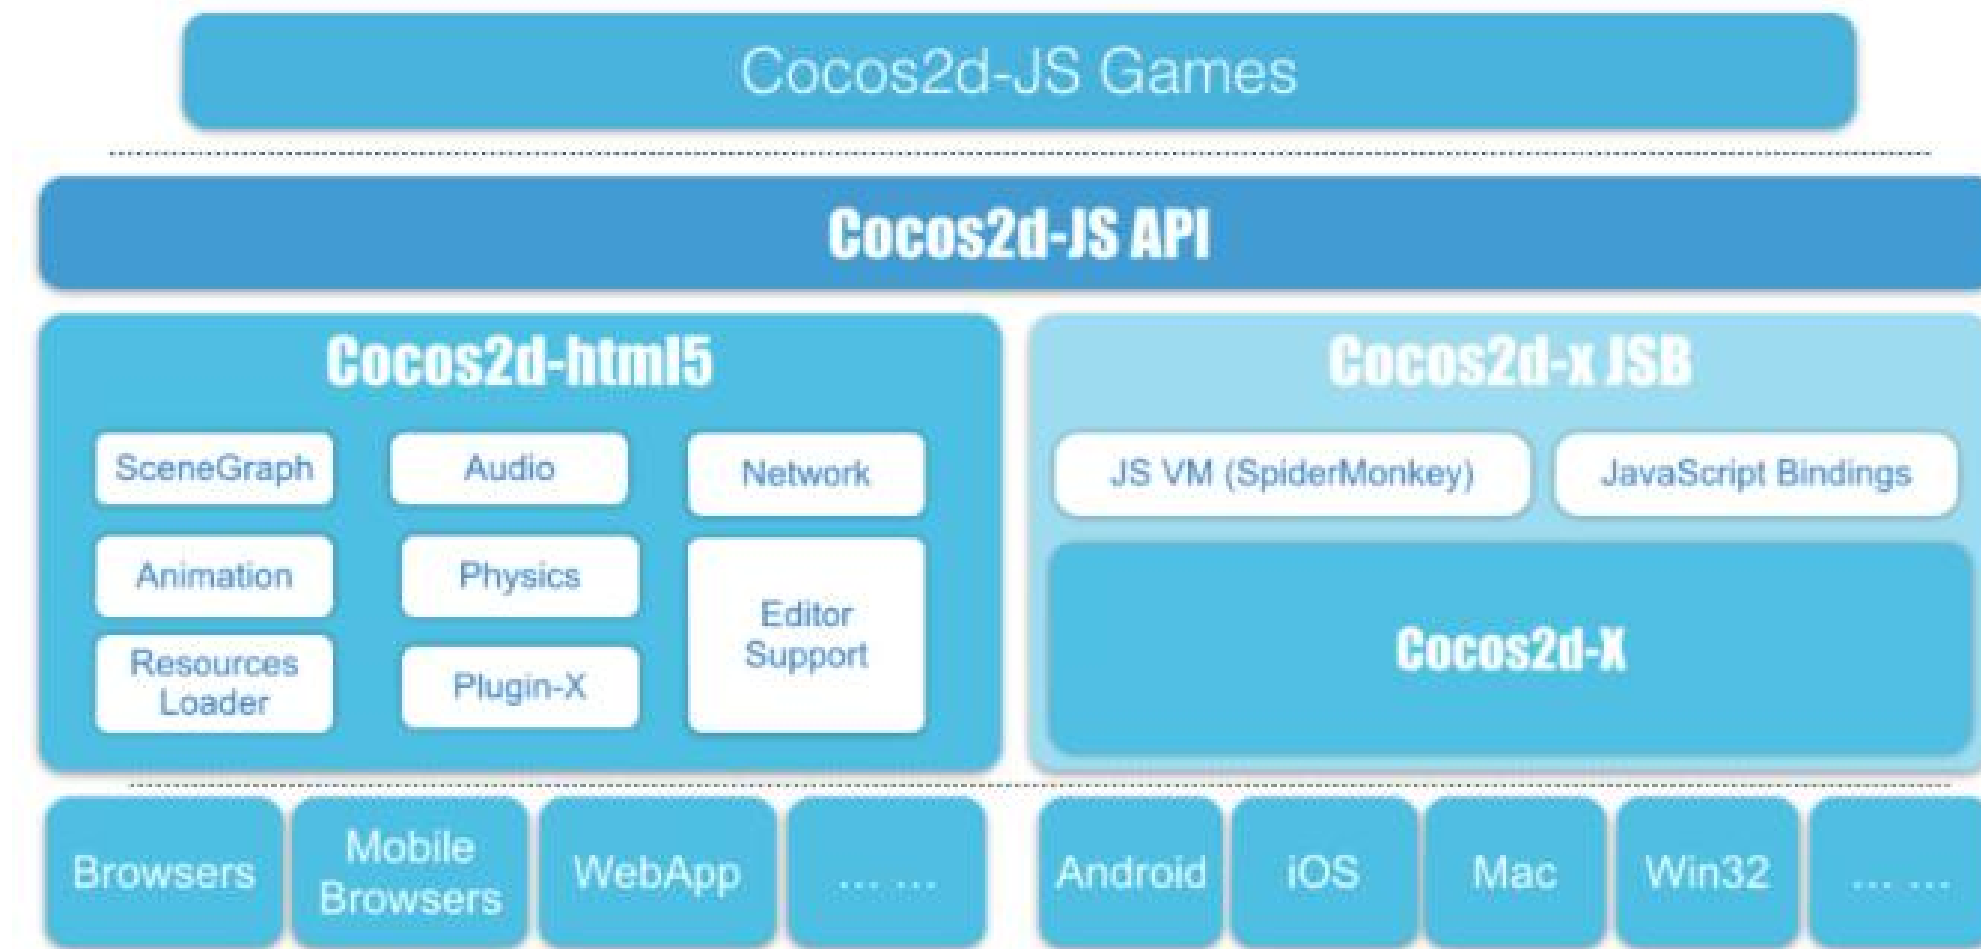 Cocos2d-JS Games
Cocos2d-JS API
Cocos2d-html5
SceneGraph
Audio
Network
Animation
Physics
Editor
Support
Resources
Loader
Plugin-X
Cocos2d-x JSB
JS VM (SpiderMonkey)
JavaScript Bindings
Cocos2d-X
Browsers
Mobile
Browsers
WebApp
... ...
Android
iOS
Mac
Win32
... ...